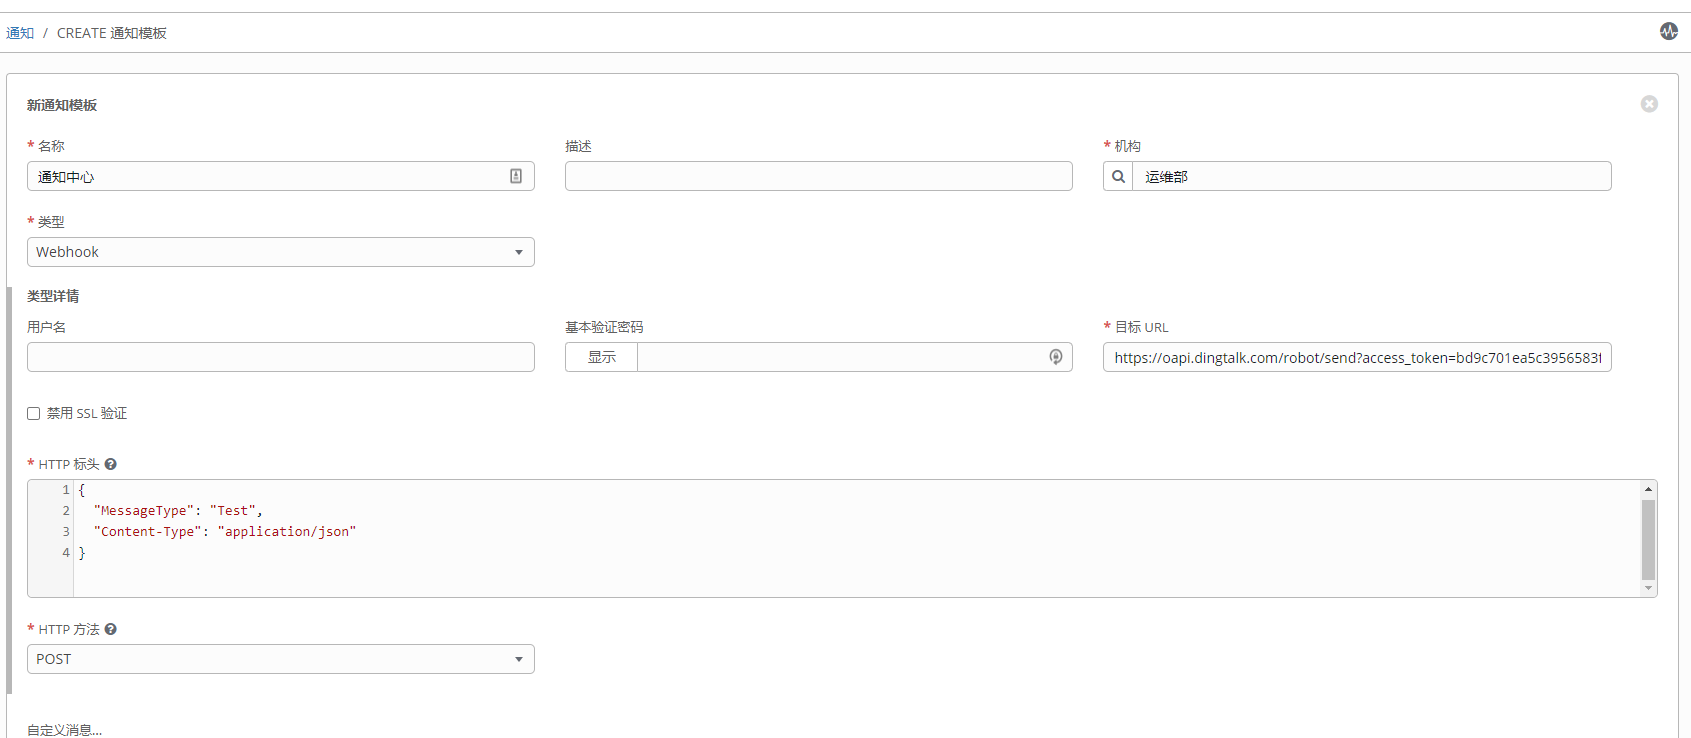 通知 / CREATE 通知模板
新通知模板
* 名称
描述
* 机构
通知中心
运维部
* 类型
Webhook
类型详情
用户名
基本验证密码
* 目标 URL
显示
https://oapi.dingtalk.com/robot/send?access_token=bd9c701ea5c3956583f
禁用 SSL 验证
* HTTP 标头
1 {
2 "MessageType": "Test",
3 "Content-Type": "application/json"
4 }
* HTTP 方法
POST
自定义消息...